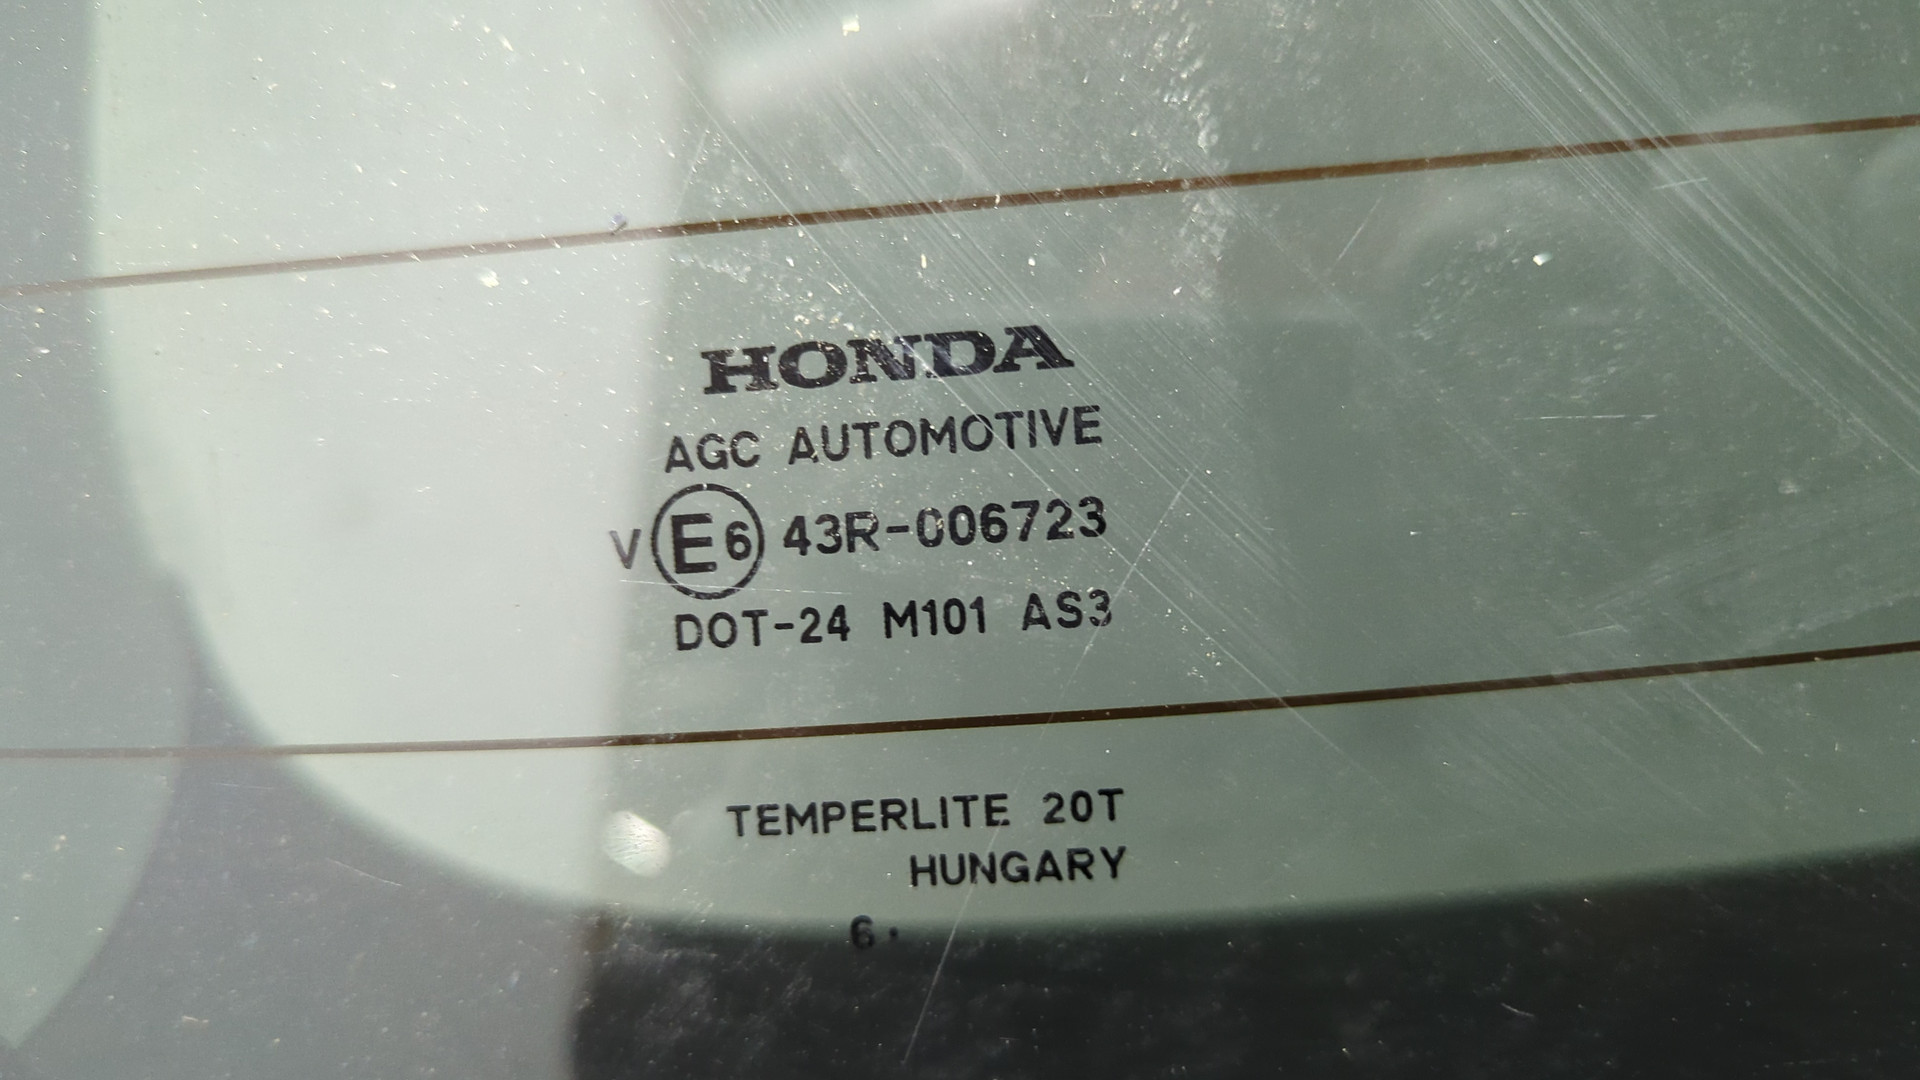 HONDA
AGC AUTOMOTIVE
V E6 43R-006723
DOT-24 M101 AS3
TEMPERLITE 20T
HUNGARY
6.